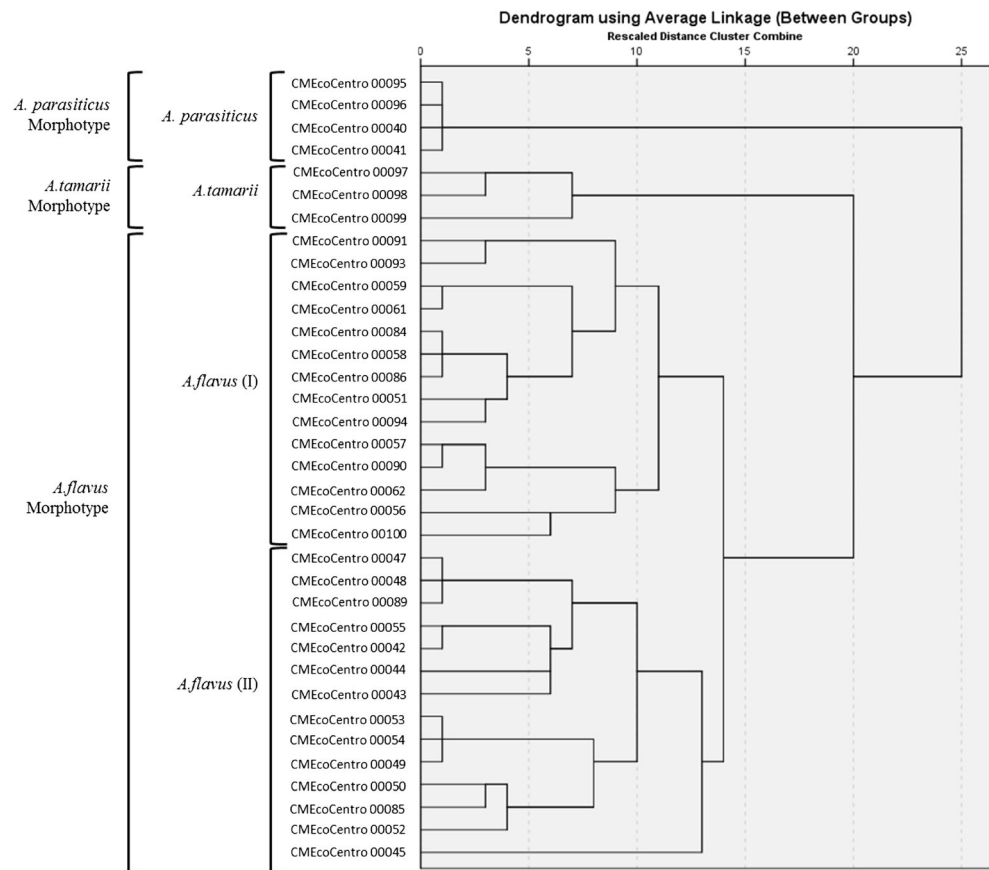 Dendrogram using Average Linkage (Between Groups)
Rescaled Distance Cluster Combine
0 5 10 15 20 25
A. parasiticus
Morphotype
A. parasiticus
CMEcoCentro 00095
CMEcoCentro 00096
CMEcoCentro 00040
CMEcoCentro 00041
A.tamarii
Morphotype
A.tamarii
CMEcoCentro 00097
CMEcoCentro 00098
CMEcoCentro 00099
A.flavus
Morphotype
A.flavus (I)
CMEcoCentro 00091
CMEcoCentro 00093
CMEcoCentro 00059
CMEcoCentro 00061
CMEcoCentro 00084
CMEcoCentro 00058
CMEcoCentro 00086
CMEcoCentro 00051
CMEcoCentro 00094
CMEcoCentro 00057
CMEcoCentro 00090
CMEcoCentro 00062
CMEcoCentro 00056
CMEcoCentro 00100
A.flavus (II)
CMEcoCentro 00047
CMEcoCentro 00048
CMEcoCentro 00089
CMEcoCentro 00055
CMEcoCentro 00042
CMEcoCentro 00044
CMEcoCentro 00043
CMEcoCentro 00053
CMEcoCentro 00054
CMEcoCentro 00049
CMEcoCentro 00050
CMEcoCentro 00085
CMEcoCentro 00052
CMEcoCentro 00045